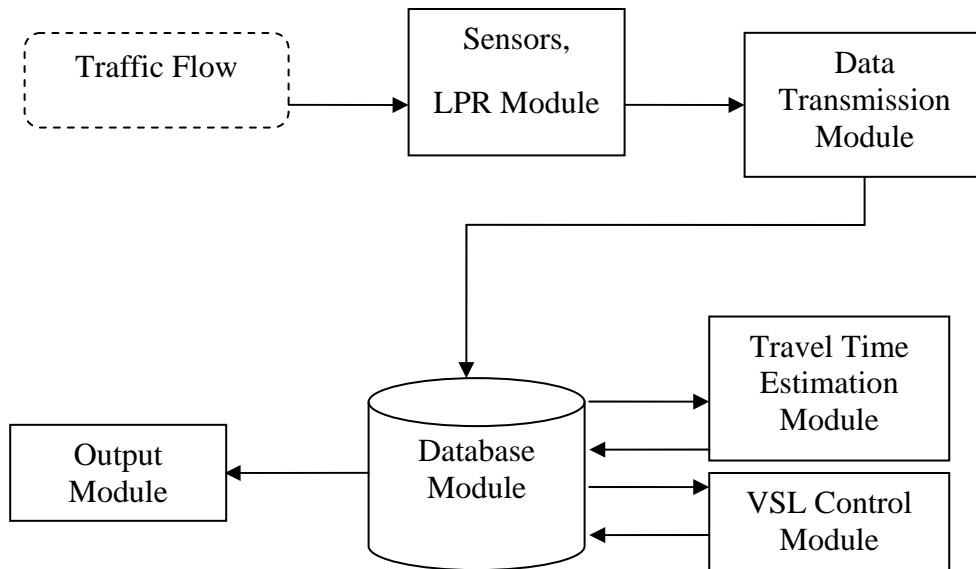 Traffic Flow
Sensors,
LPR Module
Data
Transmission
Module
Travel Time
Estimation
Module
Database
Module
Output
Module
VSL Control
Module